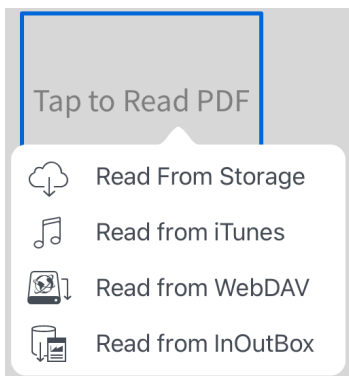 Tap to Read PDF
Read From Storage
Read from iTunes
Read from WebDAV
Read from InOutBox